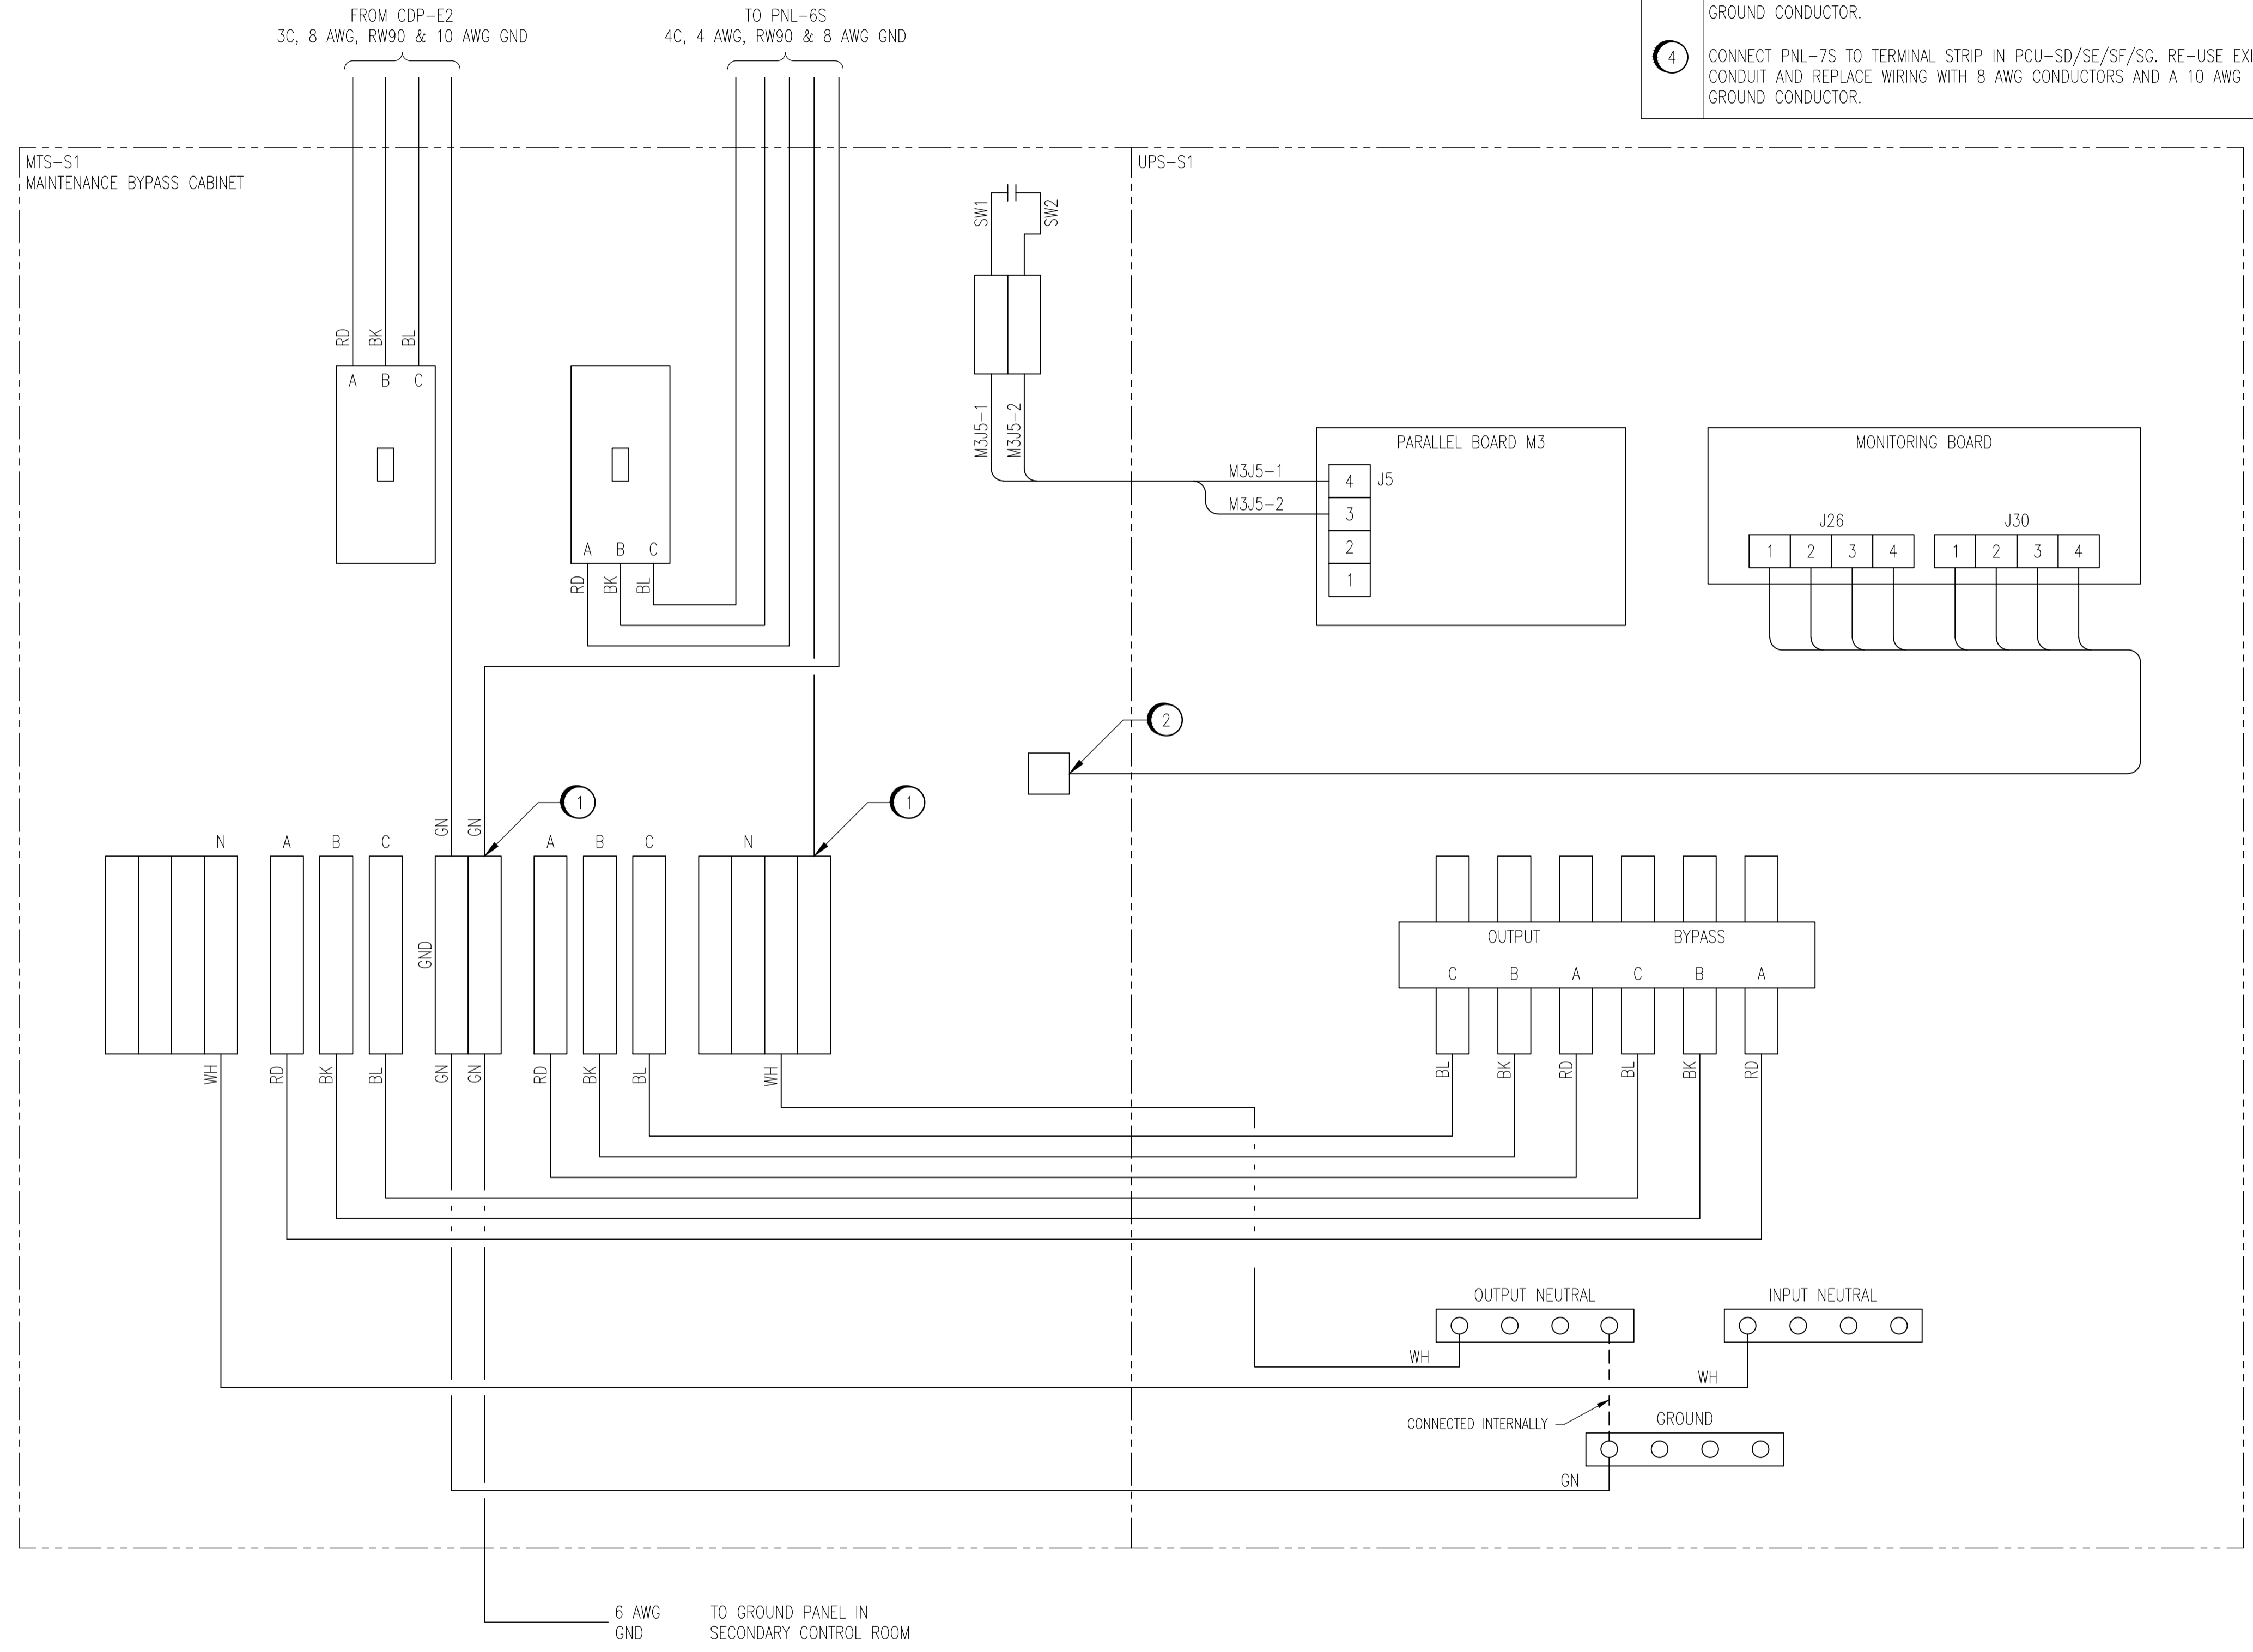 FROM CDP-E2
3C, 8 AWG, RW90 & 10 AWG GND
TO PNL-6S
4C, 4 AWG, RW90 & 8 AWG GND
GROUND CONDUCTOR.
4
CONNECT PNL-7S TO TERMINAL STRIP IN PCU-SD/SE/SF/SG. RE-USE EXI
CONDUIT AND REPLACE WIRING WITH 8 AWG CONDUCTORS AND A 10 AWG
GROUND CONDUCTOR.
MTS-S1
MAINTENANCE BYPASS CABINET
UPS-S1
SW1
SW2
RD
BK
BL
A B C
M3J5-1
M3J5-2
PARALLEL BOARD M3
M3J5-1
M3J5-2
4
3
2
1
J5
MONITORING BOARD
J26
J30
1 2 3 4
1 2 3 4
A B C
RD
BK
BL
2
1
1
GN
GN
N
A
B
C
A
B
C
N
GND
OUTPUT
BYPASS
C B A C B A
WH
RD
BK
BL
GN
GN
RD
BK
BL
WH
BL
BK
RD
BL
BK
RD
OUTPUT NEUTRAL
INPUT NEUTRAL
WH
WH
CONNECTED INTERNALLY
GROUND
GN
6 AWG
GND
TO GROUND PANEL IN
SECONDARY CONTROL ROOM